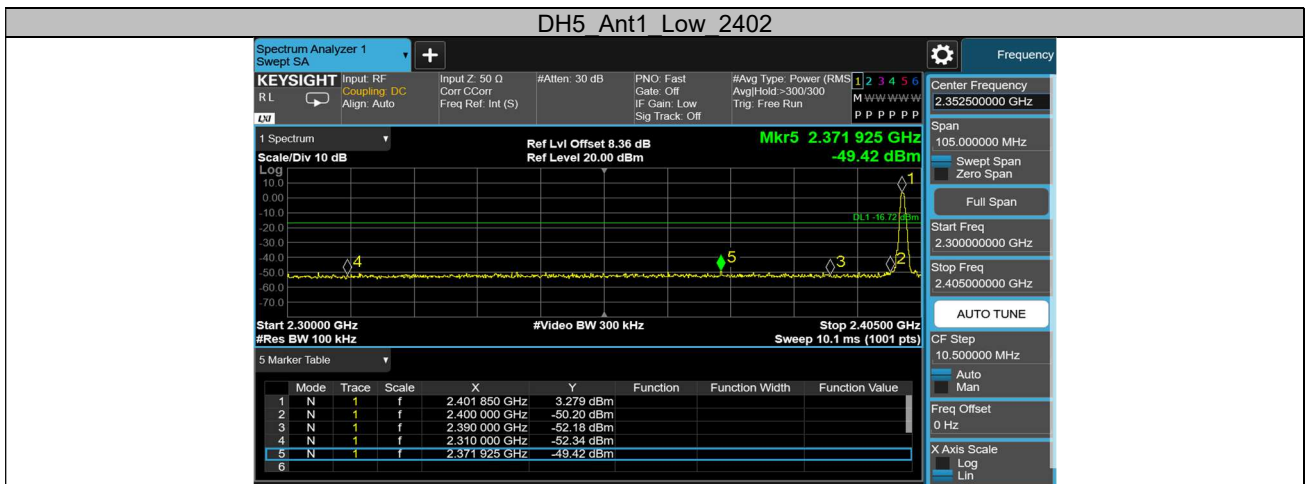 DH5_Ant1_Low_2402
Spectrum Analyzer 1
Swept SA
+
Frequency
KEYSIGHT
RL
LXI
Input: RF
Coupling: DC
Align: Auto
Input Z: 50 Ω
Corr CCorr
Freq Ref: Int (S)
#Atten: 30 dB
PNO: Fast
Gate: Off
IF Gain: Low
Sig Track: Off
#Avg Type: Power (RMS
Avg|Hold:>300/300
Trig: Free Run
1 2 3 4 5 6
M W W W W W
P P P P P P
1 Spectrum
Scale/Div 10 dB
Ref Lvl Offset 8.36 dB
Ref Level 20.00 dBm
Mkr5 2.371 925 GHz
-49.42 dBm
Log
10.0
0.00
-10.0
-20.0
-30.0
-40.0
-50.0
-60.0
-70.0
1
DL1 -16.72 dBm
4
5
3
2
Start 2.30000 GHz
#Video BW 300 kHz
Stop 2.40500 GHz
#Res BW 100 kHz
Sweep 10.1 ms (1001 pts)
5 Marker Table
Mode Trace Scale X Y Function Function Width Function Value
1 N 1 f 2.401 850 GHz 3.279 dBm
2 N 1 f 2.400 000 GHz -50.20 dBm
3 N 1 f 2.390 000 GHz -52.18 dBm
4 N 1 f 2.310 000 GHz -52.34 dBm
5 N 1 f 2.371 925 GHz -49.42 dBm
6
Center Frequency
2.352500000 GHz
Span
105.000000 MHz
Swept Span
Zero Span
Full Span
Start Freq
2.300000000 GHz
Stop Freq
2.405000000 GHz
AUTO TUNE
CF Step
10.500000 MHz
Auto
Man
Freq Offset
0 Hz
X Axis Scale
Log
Lin